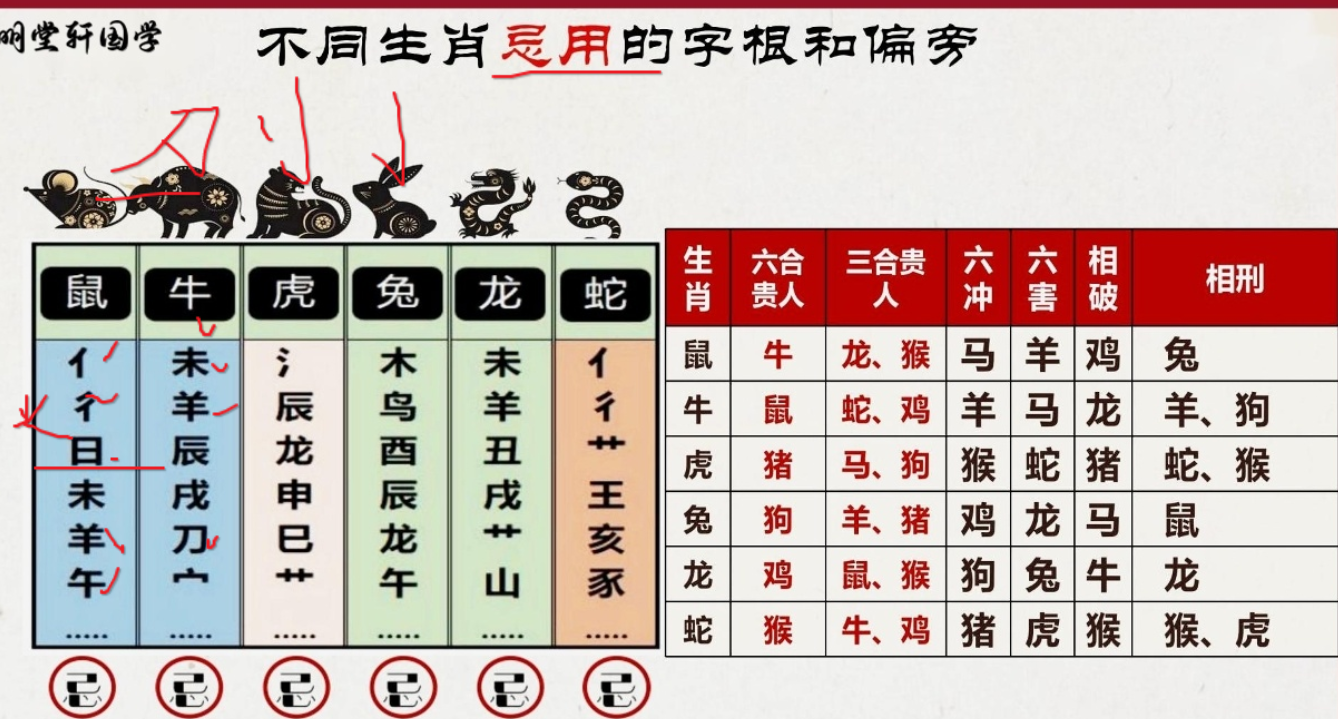 明堂轩国学
不同生肖忌用的字根和偏旁
刀 刂
鼠 牛 虎 兔 龙 蛇
亻 未 氵 木 未 亻
彳 羊 辰 鸟 羊 彳
日 辰 龙 酉 丑 艹
未 戌 申 辰 戌 王
羊 刀 巳 龙 艹 亥
午 宀 艹 午 山 豕
..... ..... ..... ..... ..... .....
忌 忌 忌 忌 忌 忌
生肖 六合贵人 三合贵人 六冲 六害 相破 相刑
鼠 牛 龙、猴 马 羊 鸡 兔
牛 鼠 蛇、鸡 羊 马 龙 羊、狗
虎 猪 马、狗 猴 蛇 猪 蛇、猴
兔 狗 羊、猪 鸡 龙 马 鼠
龙 鸡 鼠、猴 狗 兔 牛 龙
蛇 猴 牛、鸡 猪 虎 猴 猴、虎